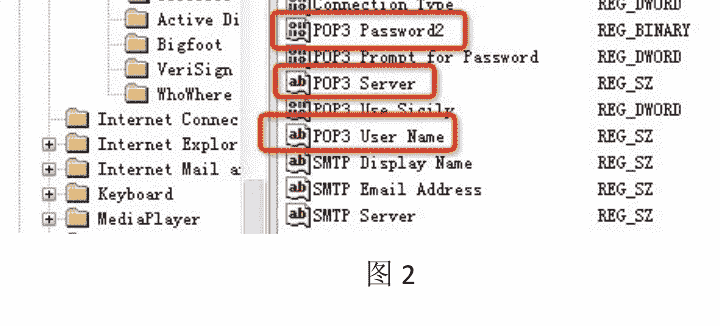 Active Di
Bigfoot
VeriSign
WhoWhere
Internet Connec
Internet Explor
Internet Mail a
Keyboard
MediaPlayer
Connection Type REG_DWORD
POP3 Password2 REG_BINARY
POP3 Prompt for Password REG_DWORD
POP3 Server REG_SZ
POP3 Use Sicily REG_DWORD
POP3 User Name REG_SZ
SMTP Display Name REG_SZ
SMTP Email Address REG_SZ
SMTP Server REG_SZ
图 2